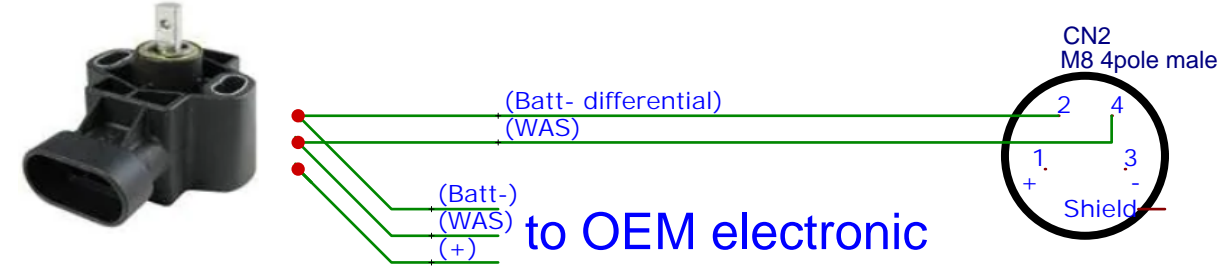 CN2
M8 4pole male
(Batt- differential)
2 4
(WAS)
1 3
+ -
(Batt-)
Shield
(WAS)
to OEM electronic
(+)